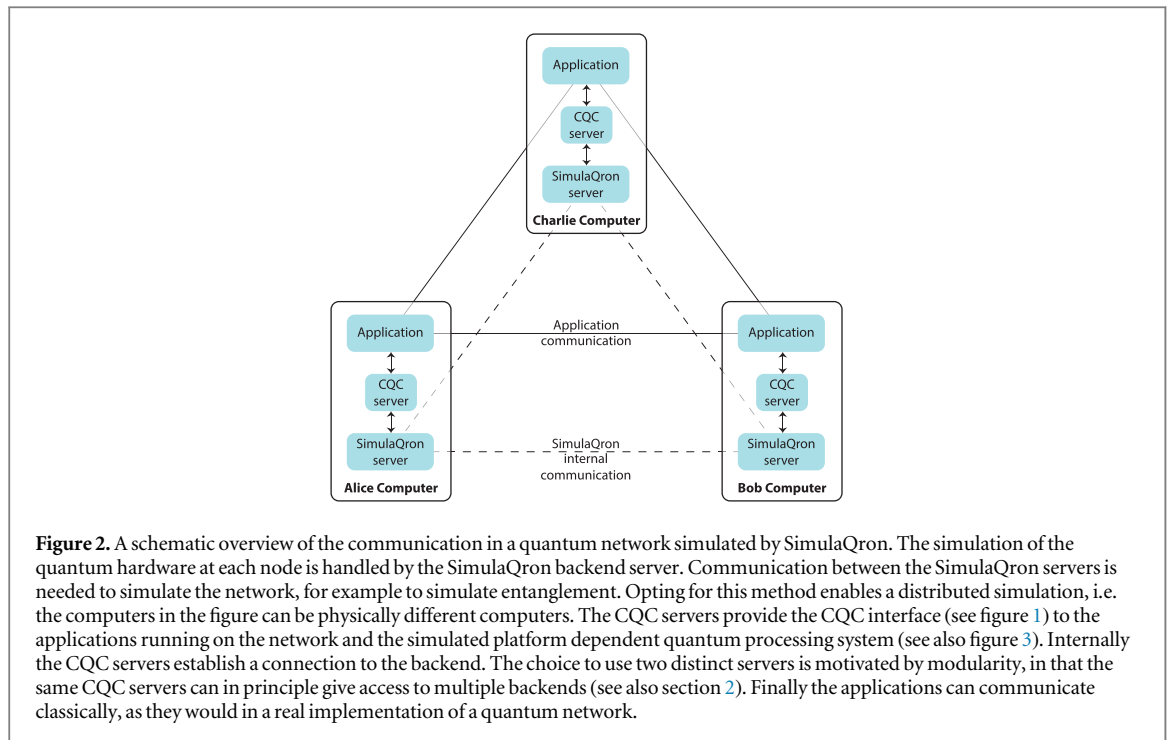 Application
CQC
server
SimulaQron
server
Charlie Computer
Application
CQC
server
SimulaQron
server
Alice Computer
Application
communication
SimulaQron
internal
communication
Application
CQC
server
SimulaQron
server
Bob Computer
Figure 2. A schematic overview of the communication in a quantum network simulated by SimulaQron. The simulation of the
quantum hardware at each node is handled by the SimulaQron backend server. Communication between the SimulaQron servers is
needed to simulate the network, for example to simulate entanglement. Opting for this method enables a distributed simulation, i.e.
the computers in the figure can be physically different computers. The CQC servers provide the CQC interface (see figure 1) to the
applications running on the network and the simulated platform dependent quantum processing system (see also figure 3). Internally
the CQC servers establish a connection to the backend. The choice to use two distinct servers is motivated by modularity, in that the
same CQC servers can in principle give access to multiple backends (see also section 2). Finally the applications can communicate
classically, as they would in a real implementation of a quantum network.